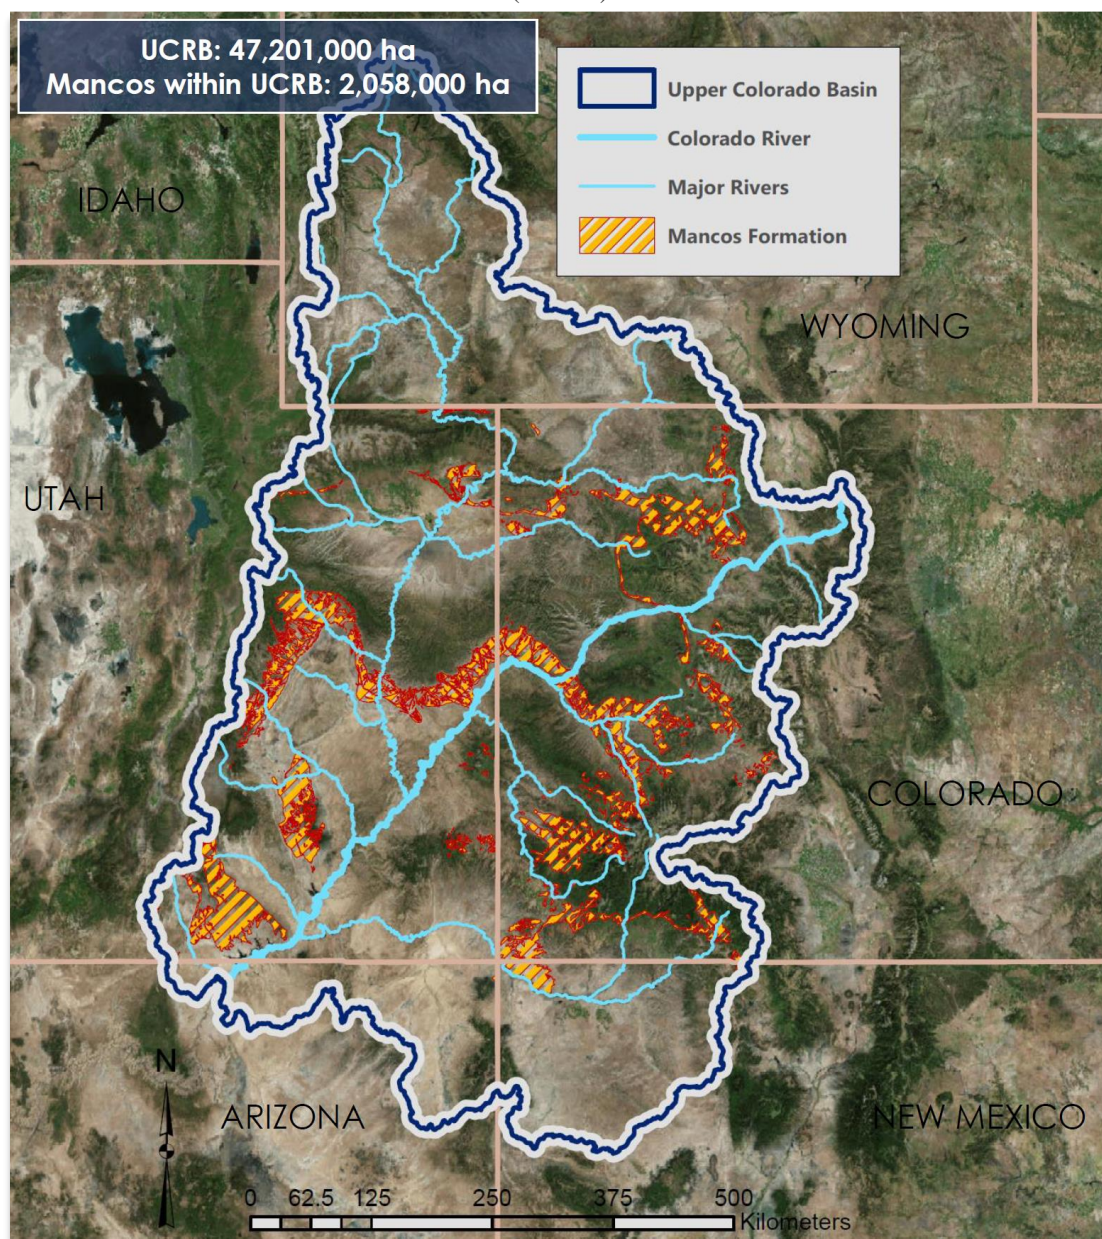 UCRB: 47,201,000 ha
Mancos within UCRB: 2,058,000 ha
Upper Colorado Basin
Colorado River
Major Rivers
Mancos Formation
IDAHO
WYOMING
UTAH
COLORADO
N
ARIZONA
NEW MEXICO
0 62.5 125 250 375 500
Kilometers